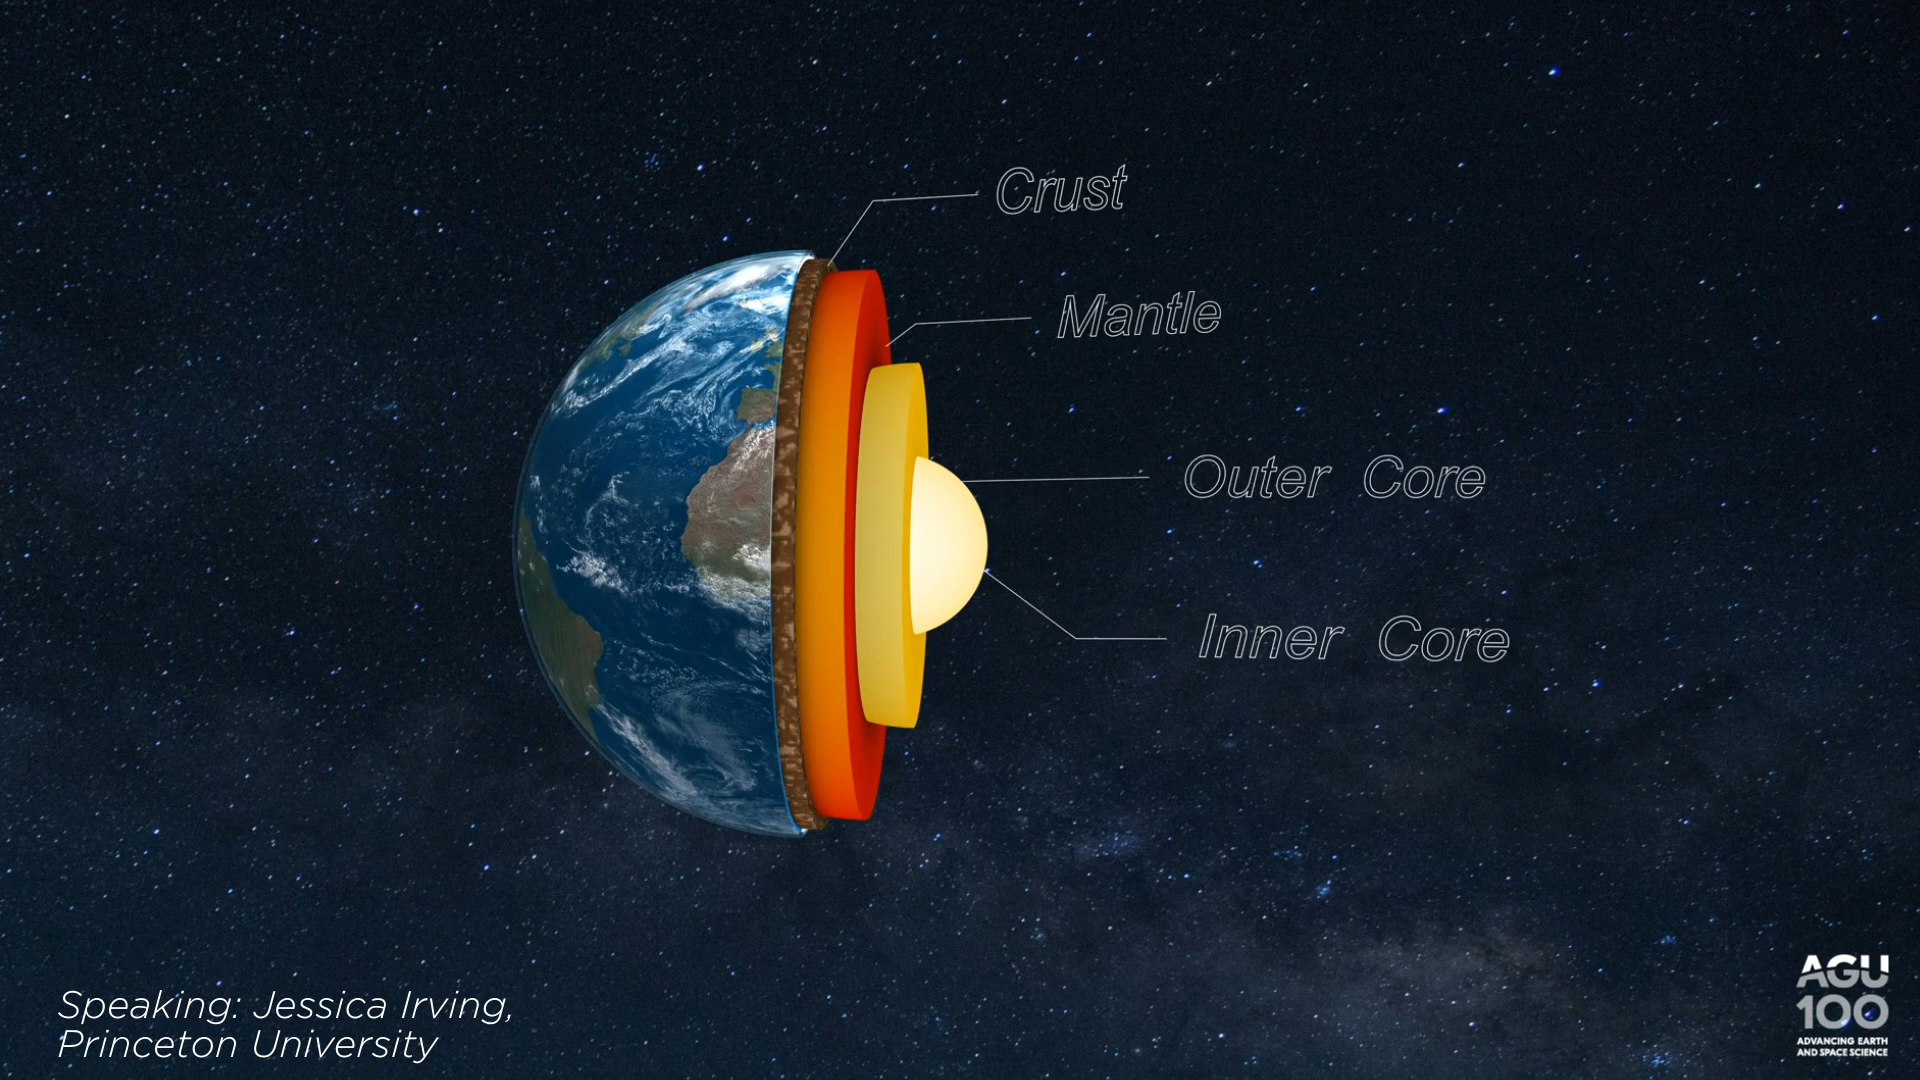 Crust
Mantle
Outer Core
Inner Core
Speaking: Jessica Irving,
Princeton University
AGU
100
ADVANCING EARTH
AND SPACE SCIENCE